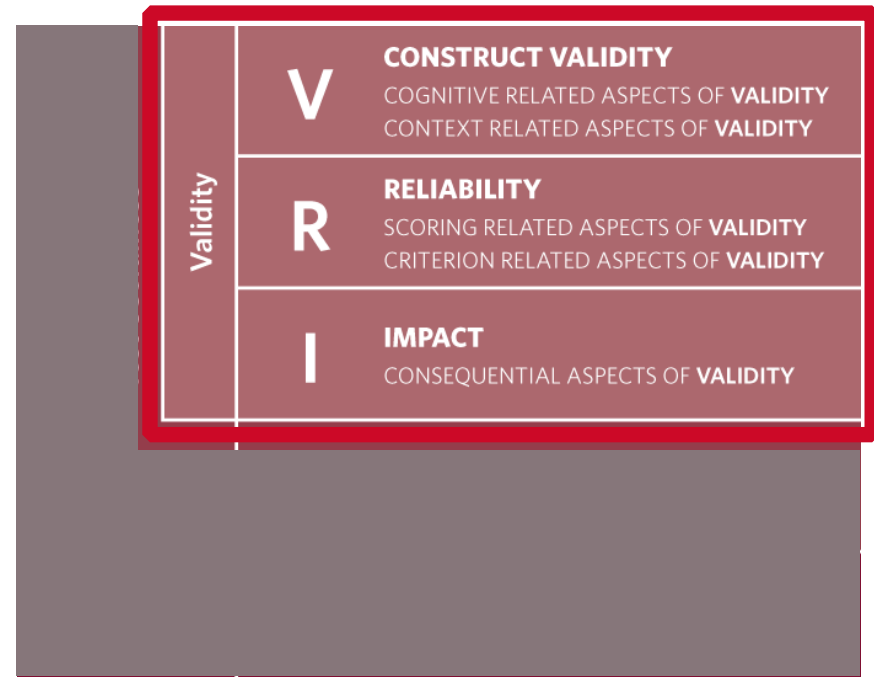 Validity
V
CONSTRUCT VALIDITY
COGNITIVE RELATED ASPECTS OF VALIDITY
CONTEXT RELATED ASPECTS OF VALIDITY
R
RELIABILITY
SCORING RELATED ASPECTS OF VALIDITY
CRITERION RELATED ASPECTS OF VALIDITY
I
IMPACT
CONSEQUENTIAL ASPECTS OF VALIDITY